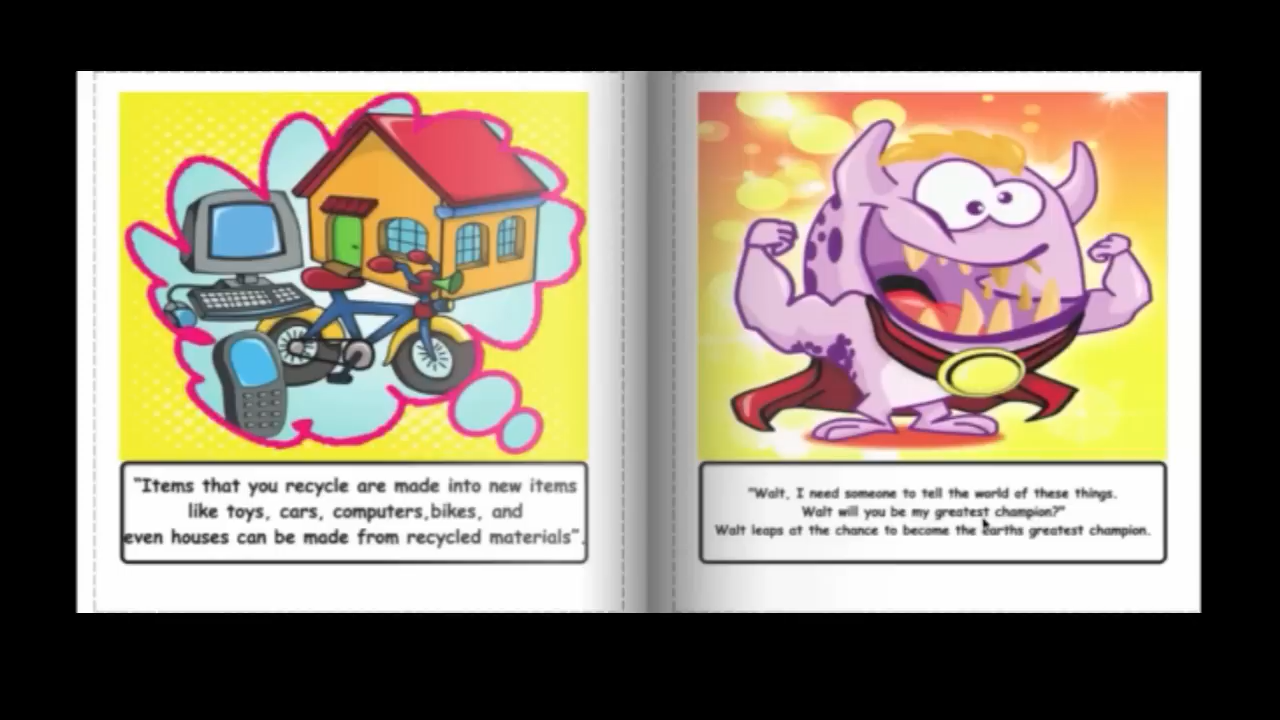 "Items that you recycle are made into new items
like toys, cars, computers,bikes, and
even houses can be made from recycled materials".
"Walt, I need someone to tell the world of these things.
Walt will you be my greatest champion?"
Walt leaps at the chance to become the Earths greatest champion.